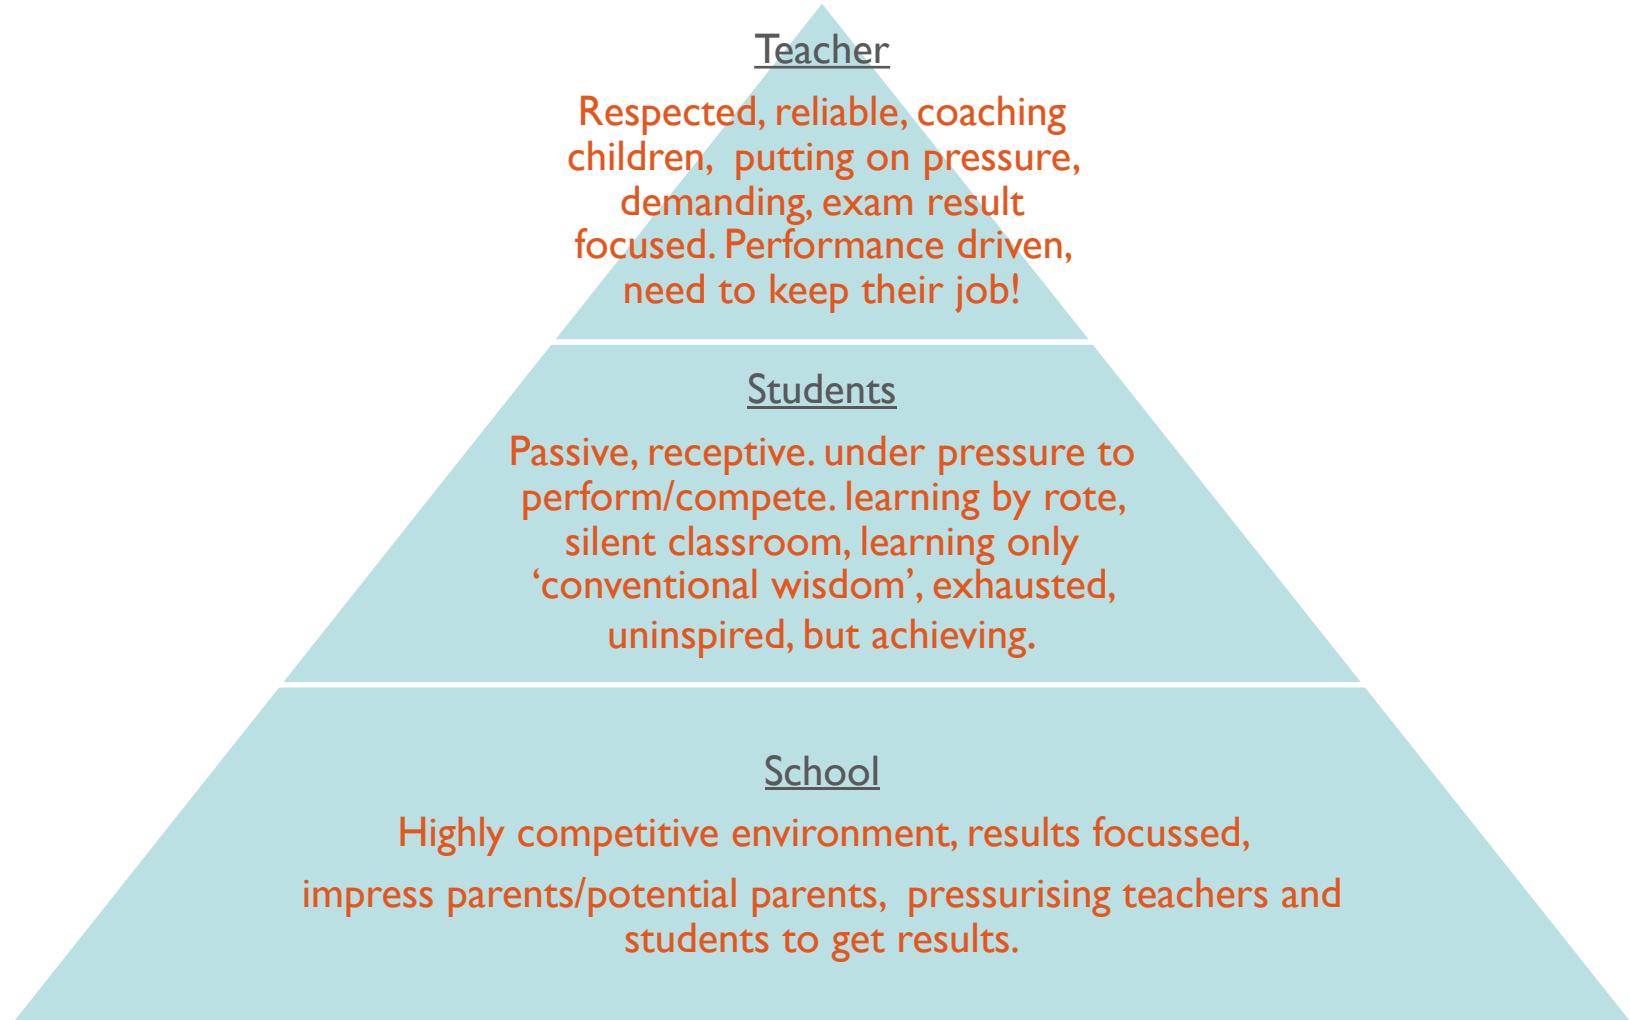 Teacher
Respected, reliable, coaching
children,  putting on pressure,
demanding, exam result
focused. Performance driven,
need to keep their job!
Students
Passive, receptive. under pressure to
perform/compete. learning by rote,
silent classroom, learning only
‘conventional wisdom’, exhausted,
uninspired, but achieving.
School
Highly competitive environment, results focussed,
impress parents/potential parents,  pressurising teachers and
students to get results.